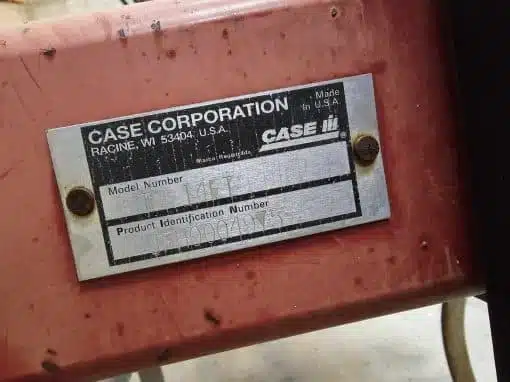 CASE CORPORATION
RACINE, WI 53404 U.S.A.
Made
In U.S.A.
CASE IH
®
Marca Registrada
Model Number
Product Identification Number